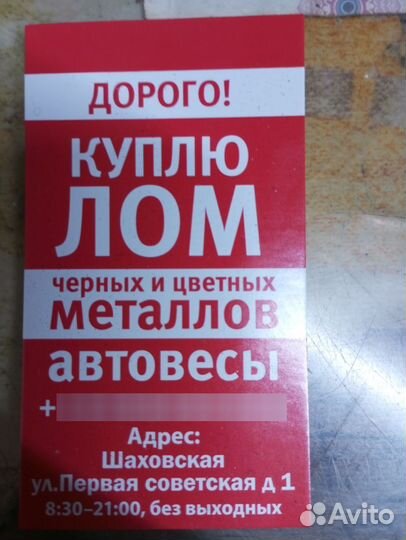 ДОРОГО!
КУПЛЮ
ЛОМ
черных и цветных
металлов
автовесы
+
Адрес:
Шаховская
ул.Первая советская д 1
8:30–21:00, без выходных
Avito